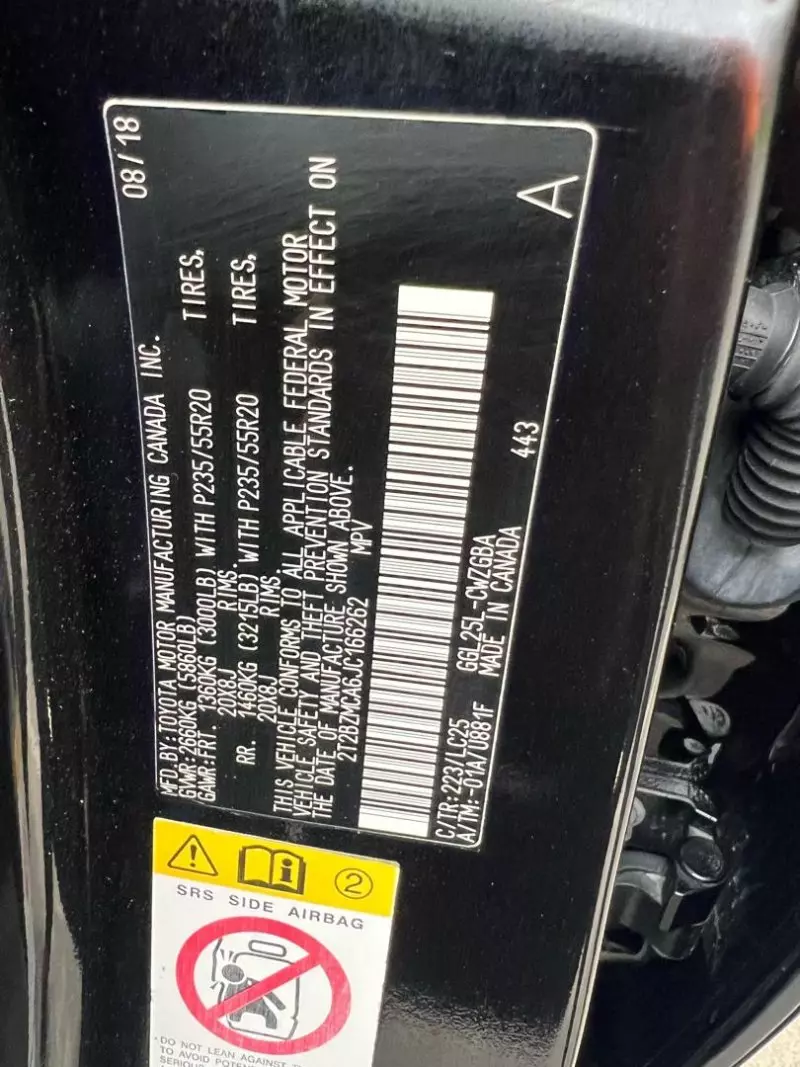 MFD.BY:TOYOTA MOTOR MANUFACTURING CANADA INC. 08/18
GVWR:2660KG(5860LB)
GAWR:FRT. 1360KG(3000LB)WITH P235/55R20 TIRES,
20X8J RIMS.
RR. 1460KG(3215LB)WITH P235/55R20 TIRES,
20X8J RIMS.
THIS VEHICLE CONFORMS TO ALL APPLICABLE FEDERAL MOTOR
VEHICLE SAFETY AND THEFT PREVENTION STANDARDS IN EFFECT ON
THE DATE OF MANUFACTURE SHOWN ABOVE.
2T2BZMCA6JC166262 MPV
C/TR:223/LC25 GGL25L-CWZGBA
A/TM:-01A/U881F MADE IN CANADA 443
A
2
SRS SIDE AIRBAG
DO NOT LEAN AGAINST
TO AVOID
SERIOUS